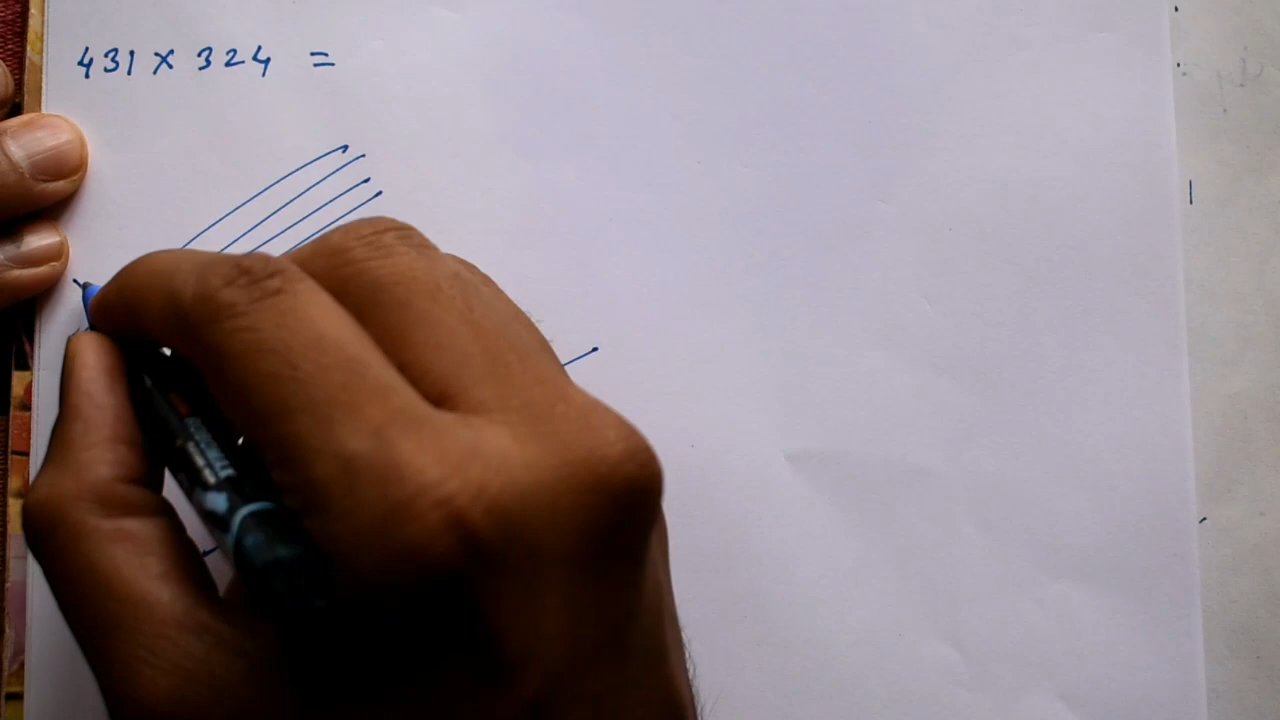 431 × 324 =